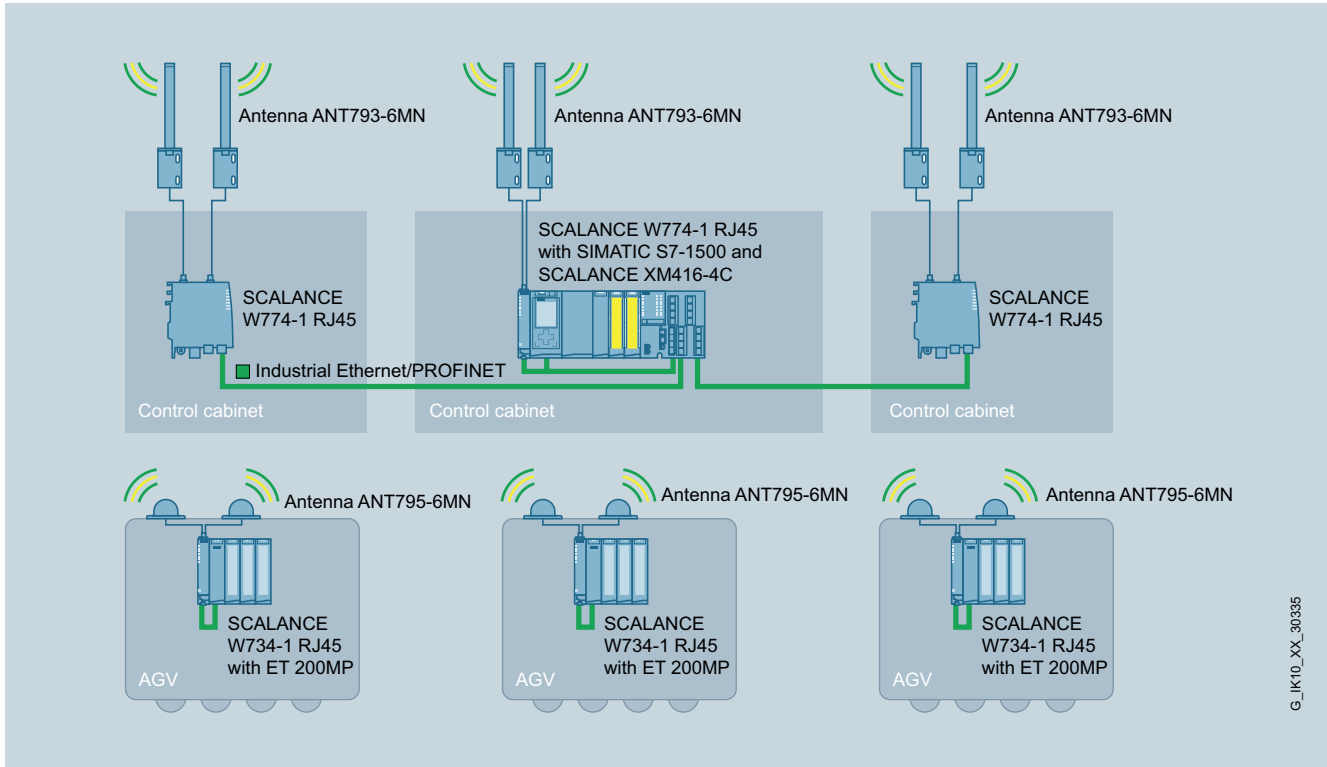 Antenna ANT793-6MN
Antenna ANT793-6MN
Antenna ANT793-6MN
SCALANCE
W774-1 RJ45
SCALANCE W774-1 RJ45
with SIMATIC S7-1500 and
SCALANCE XM416-4C
SCALANCE
W774-1 RJ45
Industrial Ethernet/PROFINET
Control cabinet
Control cabinet
Control cabinet
Antenna ANT795-6MN
Antenna ANT795-6MN
Antenna ANT795-6MN
SCALANCE
W734-1 RJ45
with ET 200MP
AGV
SCALANCE
W734-1 RJ45
with ET 200MP
AGV
SCALANCE
W734-1 RJ45
with ET 200MP
AGV
G_IK10_XX_30335